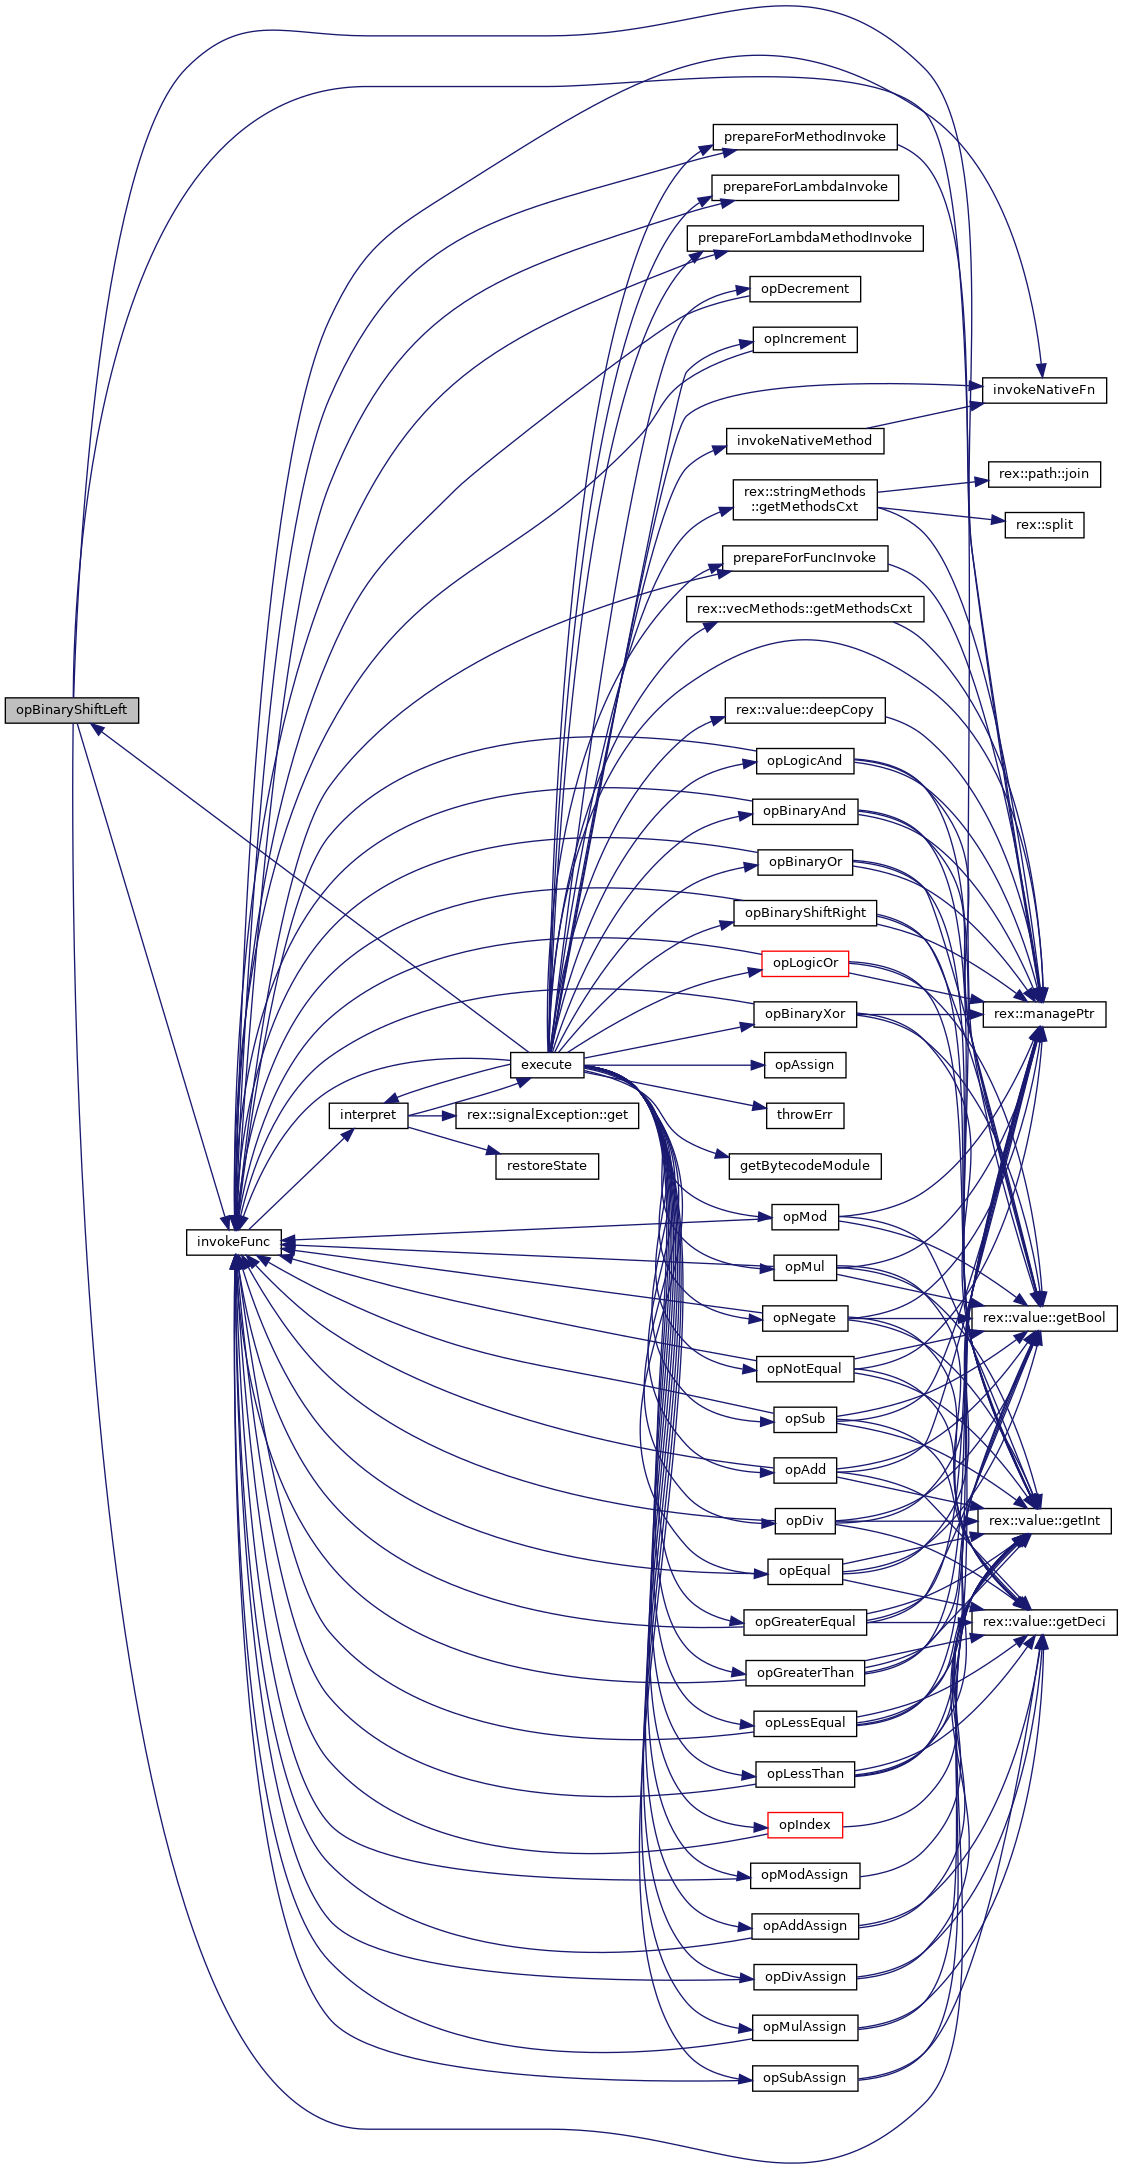 prepareForMethodInvoke
prepareForLambdaInvoke
prepareForLambdaMethodInvoke
opDecrement
opIncrement
invokeNativeFn
invokeNativeMethod
rex::path::join
rex::stringMethods
::getMethodsCxt
rex::split
prepareForFuncInvoke
rex::vecMethods::getMethodsCxt
opBinaryShiftLeft
rex::value::deepCopy
opLogicAnd
opBinaryAnd
opBinaryOr
opBinaryShiftRight
opLogicOr
opBinaryXor
rex::managePtr
execute
opAssign
interpret
rex::signalException::get
throwErr
restoreState
getBytecodeModule
opMod
invokeFunc
opMul
opNegate
rex::value::getBool
opNotEqual
opSub
opAdd
opDiv
rex::value::getInt
opEqual
opGreaterEqual
rex::value::getDeci
opGreaterThan
opLessEqual
opLessThan
opIndex
opModAssign
opAddAssign
opDivAssign
opMulAssign
opSubAssign